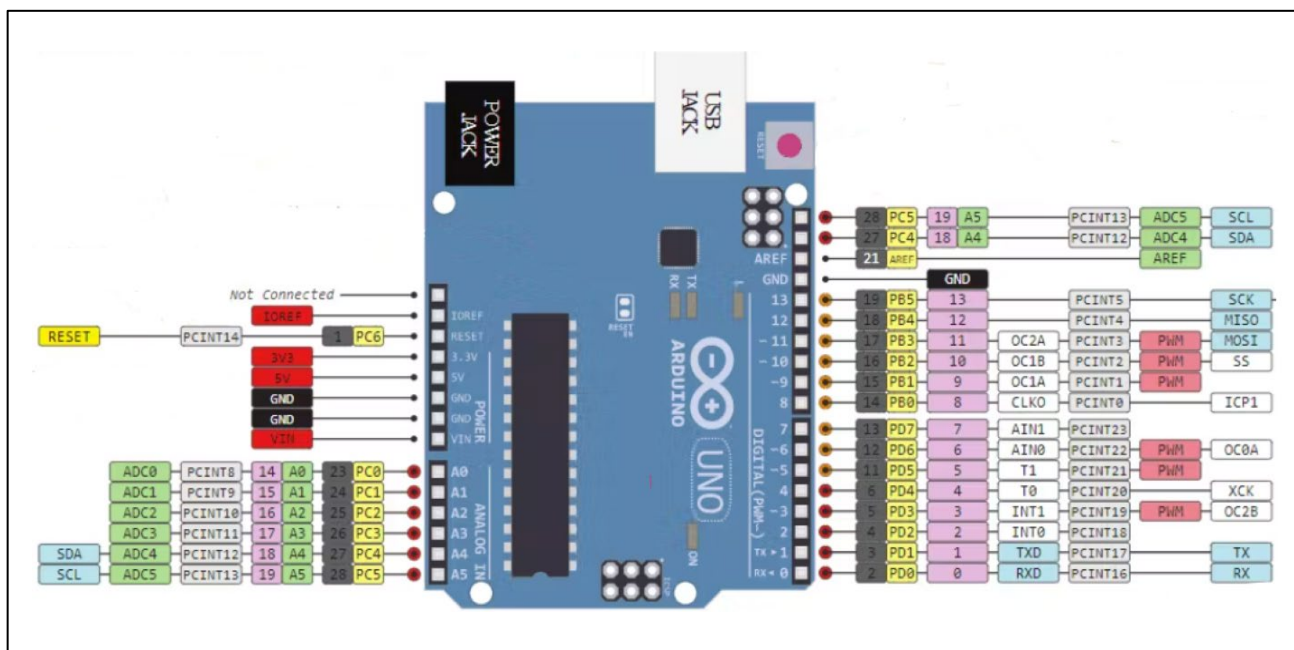 POWER JACK
USB JACK
RESET
28 PC5 19 A5 PCINT13 ADC5 SCL
27 PC4 18 A4 PCINT12 ADC4 SDA
AREF 21 AREF AREF
GND GND
Not Connected
13 19 PB5 13 PCINT5 SCK
IOREF IOREF
12 18 PB4 12 PCINT4 MISO
RESET PCINT14 1 PC6 RESET
~11 17 PB3 11 OC2A PCINT3 PWM MOSI
3V3 3.3V
~10 16 PB2 10 OC1B PCINT2 PWM SS
5V 5V
~9 15 PB1 9 OC1A PCINT1 PWM
GND GND
8 14 PB0 8 CLKO PCINT0 ICP1
GND GND
7 13 PD7 7 AIN1 PCINT23
VIN VIN
~6 12 PD6 6 AIN0 PCINT22 PWM OC0A
ADC0 PCINT8 14 A0 23 PC0 A0
~5 11 PD5 5 T1 PCINT21 PWM
ADC1 PCINT9 15 A1 24 PC1 A1
4 6 PD4 4 T0 PCINT20 XCK
ADC2 PCINT10 16 A2 25 PC2 A2
~3 5 PD3 3 INT1 PCINT19 PWM OC2B
ADC3 PCINT11 17 A3 26 PC3 A3
2 4 PD2 2 INT0 PCINT18
SDA ADC4 PCINT12 18 A4 27 PC4 A4
TX ▸ 1 3 PD1 1 TXD PCINT17 TX
SCL ADC5 PCINT13 19 A5 28 PC5 A5
RX ◂ 0 2 PD0 0 RXD PCINT16 RX
POWER
ANALOG IN
RX
TX
L
RESET EN
ARDUINO
UNO
DIGITAL (PWM~)
ON
ICSP